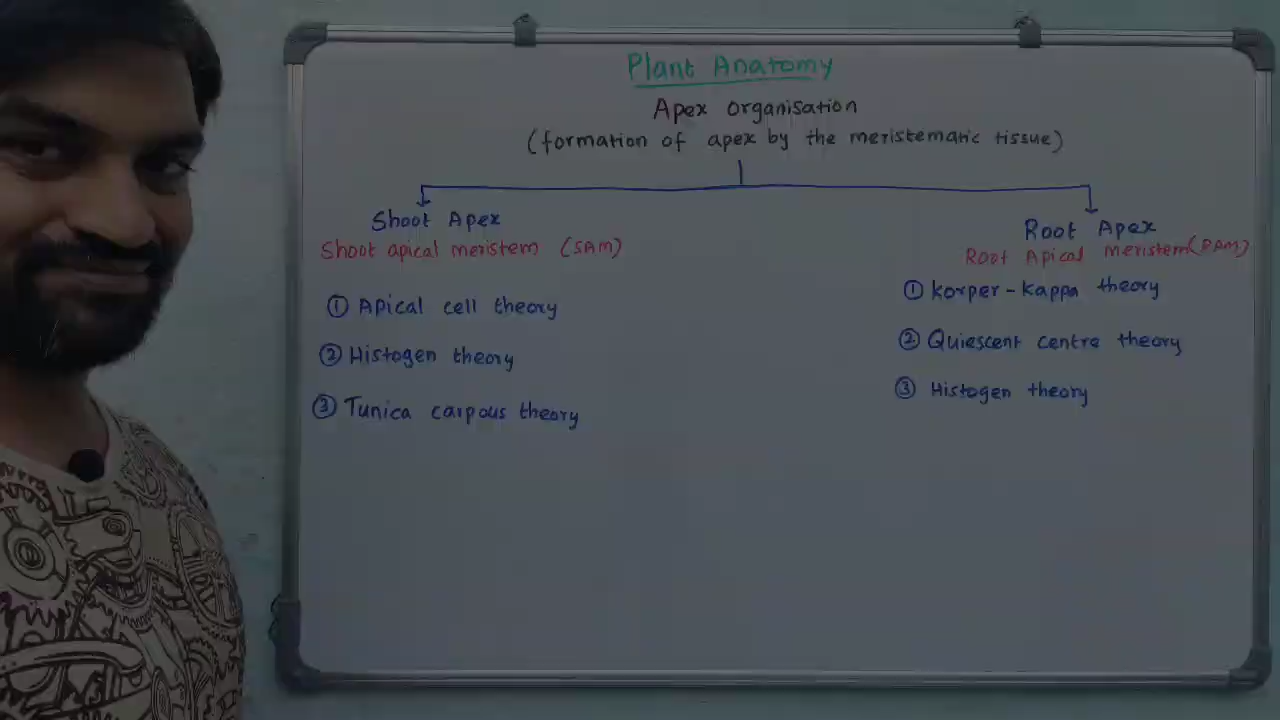 Plant Anatomy
Apex organisation
(formation of apex by the meristematic tissue)
Shoot Apex
Shoot apical meristem (SAM)
① Apical cell theory
② Histogen theory
③ Tunica carpous theory
Root Apex
Root Apical meristem(RAM)
① Korper-Kappa theory
② Quiescent centre theory
③ Histogen theory